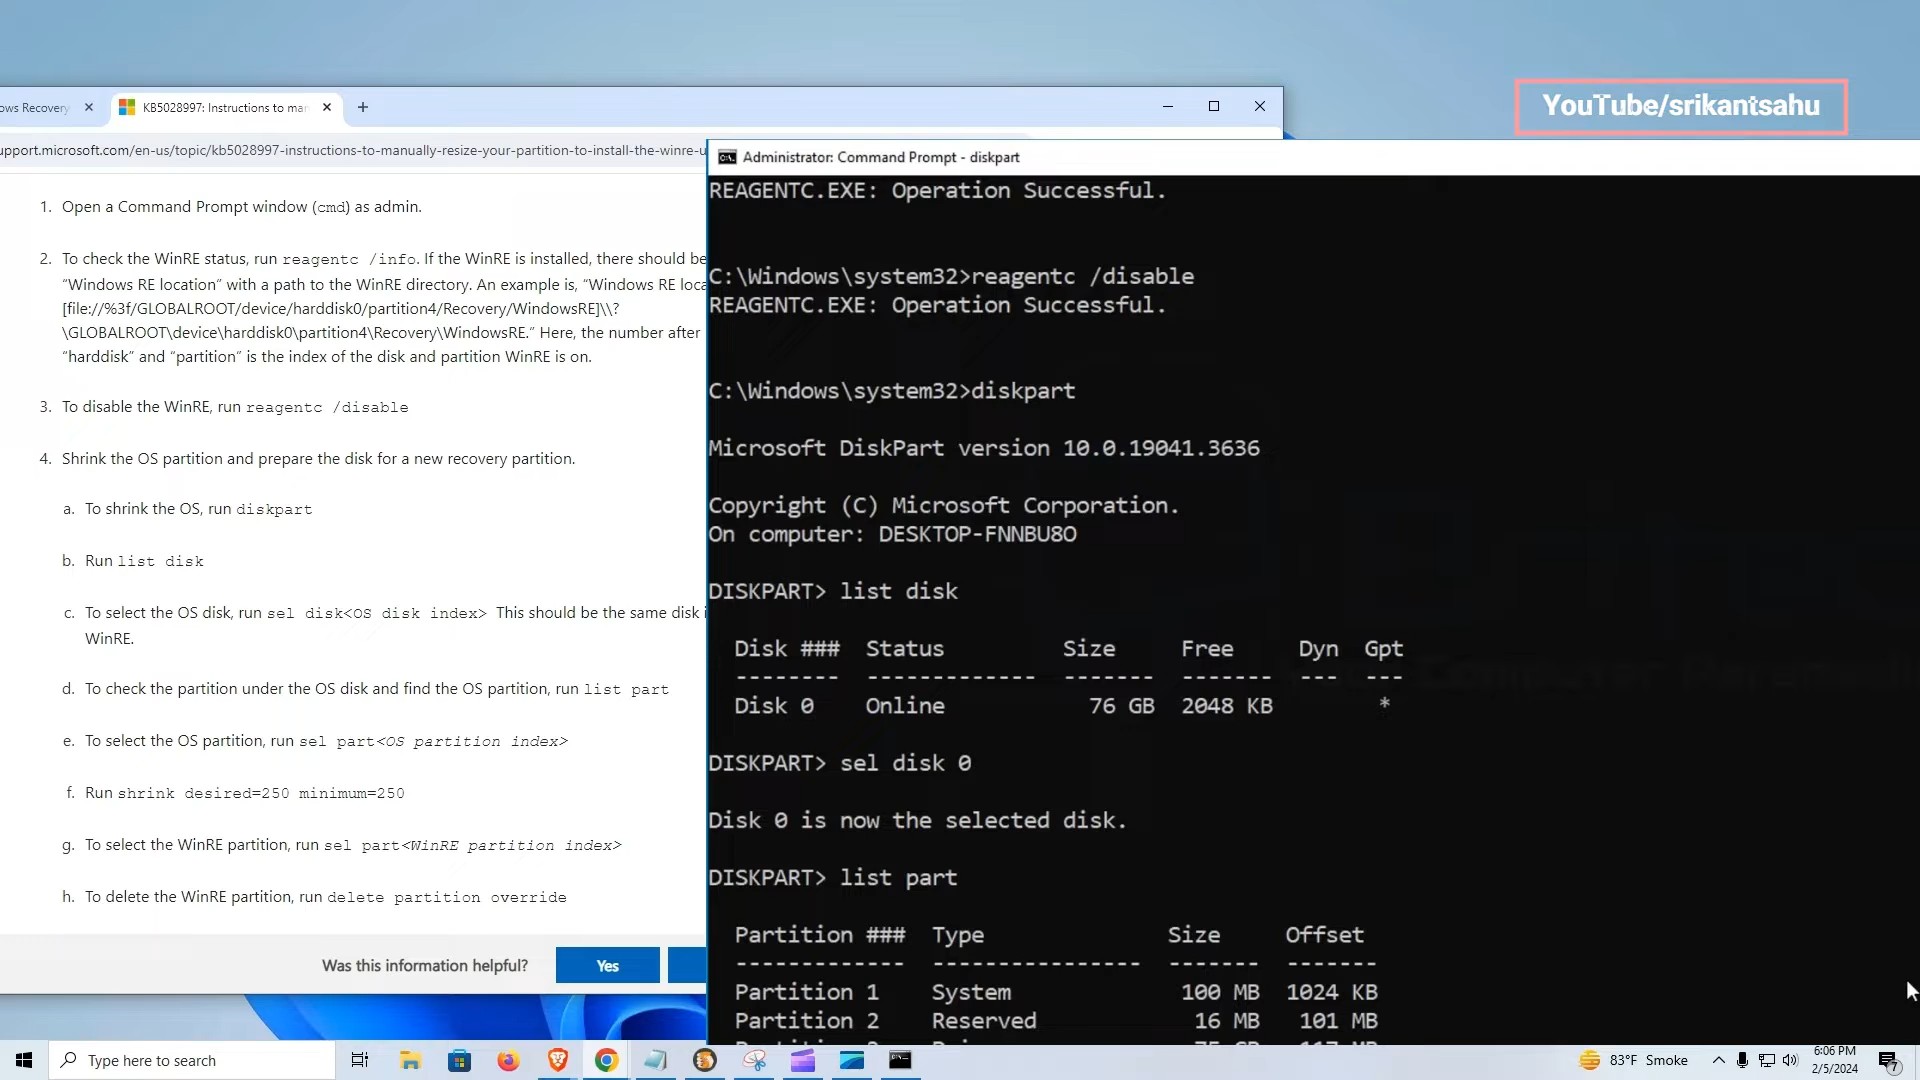 YouTube/srikantsahu
ows Recovery
KB5028997: Instructions to man
upport.microsoft.com/en-us/topic/kb5028997-instructions-to-manually-resize-your-partition-to-install-the-winre-u
1. Open a Command Prompt window (cmd) as admin.
2. To check the WinRE status, run reagentc /info. If the WinRE is installed, there should be
“Windows RE location” with a path to the WinRE directory. An example is, “Windows RE loca
[file://%3f/GLOBALROOT/device/harddisk0/partition4/Recovery/WindowsRE]\\?
\GLOBALROOT\device\harddisk0\partition4\Recovery\WindowsRE.” Here, the number after
“harddisk” and “partition” is the index of the disk and partition WinRE is on.
3. To disable the WinRE, run reagentc /disable
4. Shrink the OS partition and prepare the disk for a new recovery partition.
a. To shrink the OS, run diskpart
b. Run list disk
c. To select the OS disk, run sel disk<OS disk index> This should be the same disk i
WinRE.
d. To check the partition under the OS disk and find the OS partition, run list part
e. To select the OS partition, run sel part<OS partition index>
f. Run shrink desired=250 minimum=250
g. To select the WinRE partition, run sel part<WinRE partition index>
h. To delete the WinRE partition, run delete partition override
Was this information helpful?
Yes
Administrator: Command Prompt - diskpart
REAGENTC.EXE: Operation Successful.
C:\Windows\system32>reagentc /disable
REAGENTC.EXE: Operation Successful.
C:\Windows\system32>diskpart
Microsoft DiskPart version 10.0.19041.3636
Copyright (C) Microsoft Corporation.
On computer: DESKTOP-FNNBU8O
DISKPART> list disk
Disk ### Status Size Free Dyn Gpt
-------- ------------- ------- ------- --- ---
Disk 0 Online 76 GB 2048 KB *
DISKPART> sel disk 0
Disk 0 is now the selected disk.
DISKPART> list part
Partition ### Type Size Offset
------------- ---------------- ------- -------
Partition 1 System 100 MB 1024 KB
Partition 2 Reserved 16 MB 101 MB
Type here to search
83°F Smoke
6:06 PM
2/5/2024
7